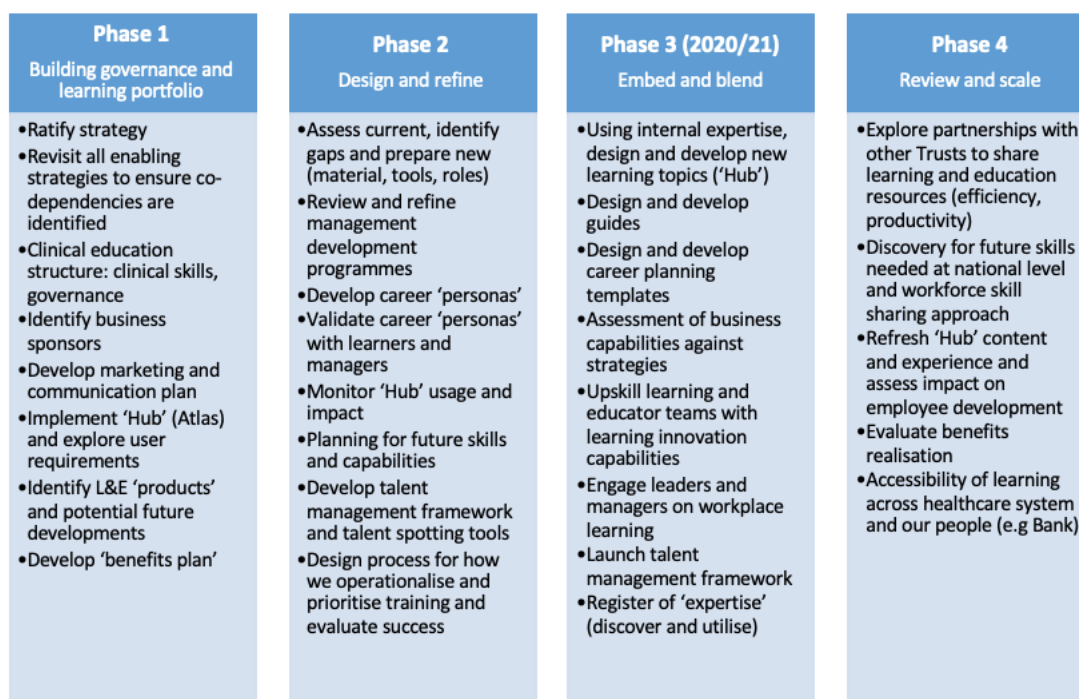 Phase 1
Building governance and
learning portfolio
•Ratify strategy
•Revisit all enabling
strategies to ensure co-
dependencies are
identified
•Clinical education
structure: clinical skills,
governance
•Identify business
sponsors
•Develop marketing and
communication plan
•Implement ‘Hub’ (Atlas)
and explore user
requirements
•Identify L&E ‘products’
and potential future
developments
•Develop ‘benefits plan’
Phase 2
Design and refine
•Assess current, identify
gaps and prepare new
(material, tools, roles)
•Review and refine
management
development
programmes
•Develop career ‘personas’
•Validate career ‘personas’
with learners and
managers
•Monitor ‘Hub’ usage and
impact
•Planning for future skills
and capabilities
•Develop talent
management framework
and talent spotting tools
•Design process for how
we operationalise and
prioritise training and
evaluate success
Phase 3 (2020/21)
Embed and blend
•Using internal expertise,
design and develop new
learning topics (‘Hub’)
•Design and develop
guides
•Design and develop
career planning
templates
•Assessment of business
capabilities against
strategies
•Upskill learning and
educator teams with
learning innovation
capabilities
•Engage leaders and
managers on workplace
learning
•Launch talent
management framework
•Register of ‘expertise’
(discover and utilise)
Phase 4
Review and scale
•Explore partnerships with
other Trusts to share
learning and education
resources (efficiency,
productivity)
•Discovery for future skills
needed at national level
and workforce skill
sharing approach
•Refresh ‘Hub’ content
and experience and
assess impact on
employee development
•Evaluate benefits
realisation
•Accessibility of learning
across healthcare system
and our people (e.g Bank)